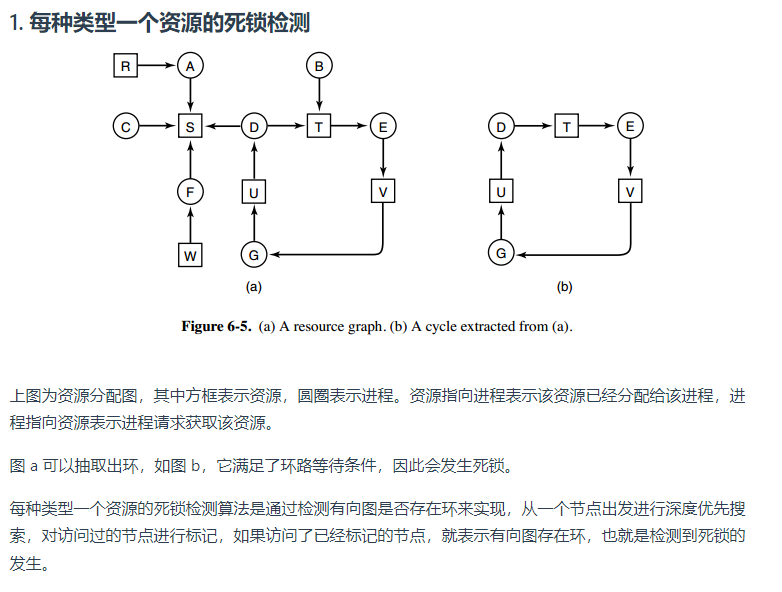 1. 每种类型一个资源的死锁检测
R A B
C S D T E
F U V
W G
(a)
D T E
U V
G
(b)
Figure 6-5. (a) A resource graph. (b) A cycle extracted from (a).
上图为资源分配图，其中方框表示资源，圆圈表示进程。资源指向进程表示该资源已经分配给该进程，进
程指向资源表示进程请求获取该资源。
图 a 可以抽取出环，如图 b，它满足了环路等待条件，因此会发生死锁。
每种类型一个资源的死锁检测算法是通过检测有向图是否存在环来实现，从一个节点出发进行深度优先搜
索，对访问过的节点进行标记，如果访问了已经标记的节点，就表示有向图存在环，也就是检测到死锁的
发生。